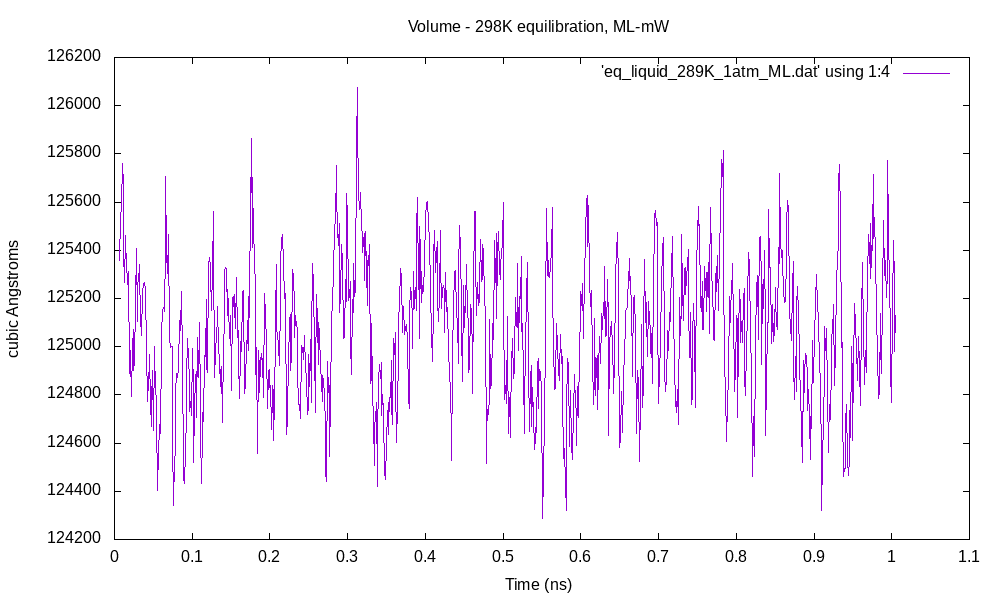 Volume - 298K equilibration, ML-mW
126200
'eq_liquid_289K_1atm_ML.dat' using 1:4
126000
125800
125600
125400
cubic Angstroms
125200
125000
124800
124600
124400
124200
0 0.1 0.2 0.3 0.4 0.5 0.6 0.7 0.8 0.9 1 1.1
Time (ns)